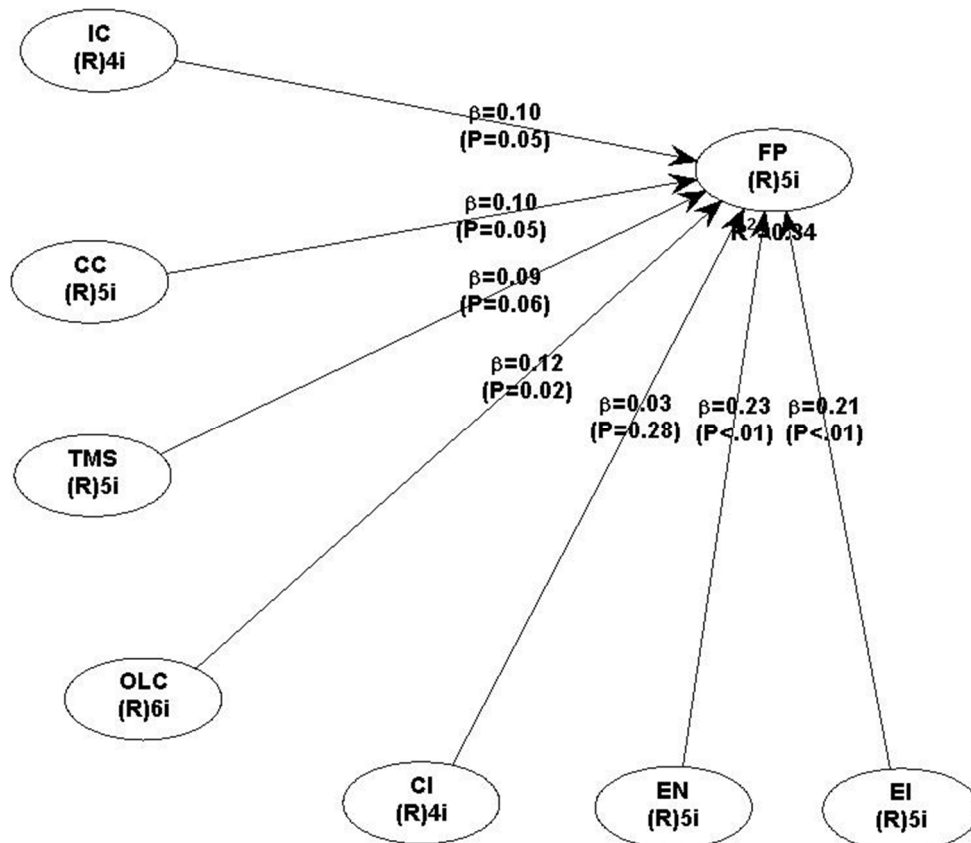 IC
(R)4i
β=0.10
(P=0.05)
FP
(R)5i
β=0.10
(P=0.05)
CC
(R)5i
β=0.09
(P=0.06)
β=0.12
(P=0.02)
β=0.03
(P=0.28)
β=0.23
(P<.01)
β=0.21
(P<.01)
TMS
(R)5i
OLC
(R)6i
CI
(R)4i
EN
(R)5i
EI
(R)5i